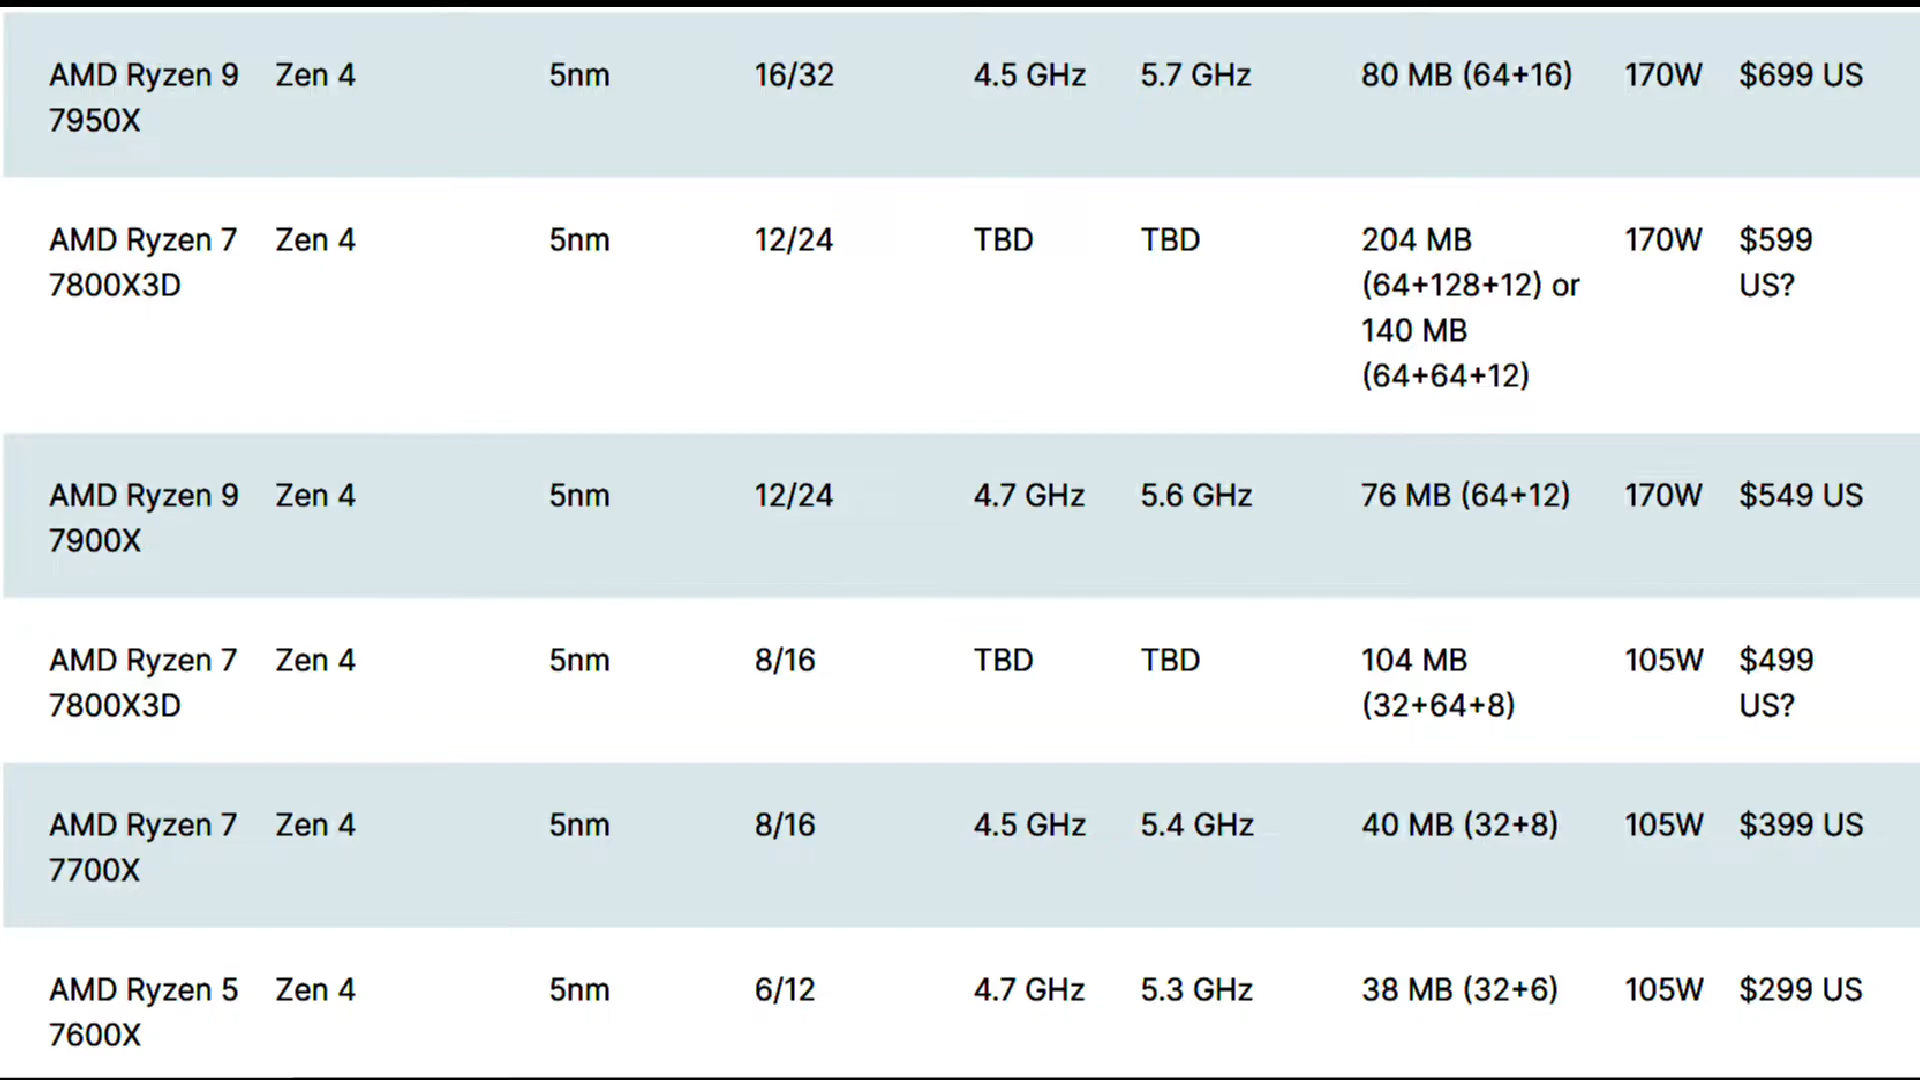 AMD Ryzen 9 Zen 4 5nm 16/32 4.5 GHz 5.7 GHz 80 MB (64+16) 170W $699 US
7950X
AMD Ryzen 7 Zen 4 5nm 12/24 TBD TBD 204 MB 170W $599
7800X3D (64+128+12) or US?
140 MB
(64+64+12)
AMD Ryzen 9 Zen 4 5nm 12/24 4.7 GHz 5.6 GHz 76 MB (64+12) 170W $549 US
7900X
AMD Ryzen 7 Zen 4 5nm 8/16 TBD TBD 104 MB 105W $499
7800X3D (32+64+8) US?
AMD Ryzen 7 Zen 4 5nm 8/16 4.5 GHz 5.4 GHz 40 MB (32+8) 105W $399 US
7700X
AMD Ryzen 5 Zen 4 5nm 6/12 4.7 GHz 5.3 GHz 38 MB (32+6) 105W $299 US
7600X